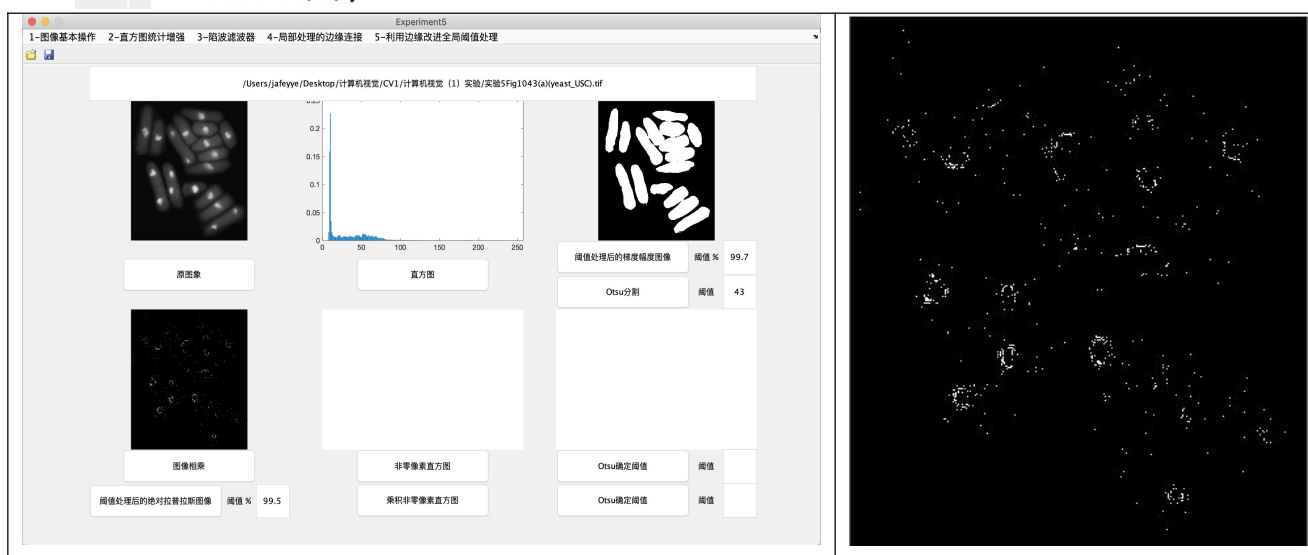 Experiment5
1-图像基本操作 2-直方图统计增强 3-陷波滤波器 4-局部处理的边缘连接 5-利用边缘改进全局阈值处理
/Users/jafeyye/Desktop/计算机视觉/CV1/计算机视觉（1）实验/实验5Fig1043(a)(yeast_USC).tif
0.2
0.15
0.1
0.05
0
0 50 100 150 200 250
阈值处理后的梯度幅度图像 阈值 % 99.7
原图象 直方图
Otsu分割 阈值 43
图像相乘 非零像素直方图 Otsu确定阈值 阈值
阈值处理后的绝对拉普拉斯图像 阈值 % 99.5 乘积非零像素直方图 Otsu确定阈值 阈值